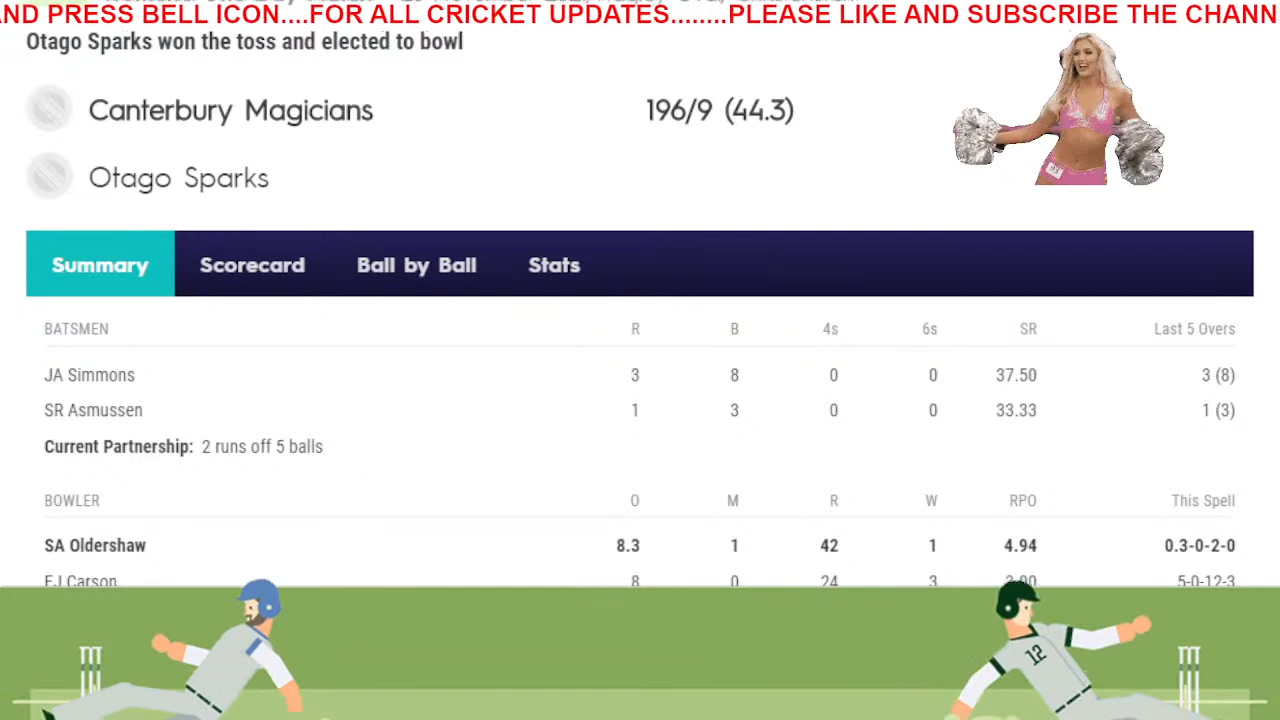 AND PRESS BELL ICON....FOR ALL CRICKET UPDATES........PLEASE LIKE AND SUBSCRIBE THE CHANN
Otago Sparks won the toss and elected to bowl
Canterbury Magicians 196/9 (44.3)
Otago Sparks
Summary Scorecard Ball by Ball Stats
BATSMEN R B 4s 6s SR Last 5 Overs
JA Simmons 3 8 0 0 37.50 3 (8)
SR Asmussen 1 3 0 0 33.33 1 (3)
Current Partnership: 2 runs off 5 balls
BOWLER O M R W RPO This Spell
SA Oldershaw 8.3 1 42 1 4.94 0.3-0-2-0
EJ Carson 8 0 24 3 3.00 5-0-12-3
12